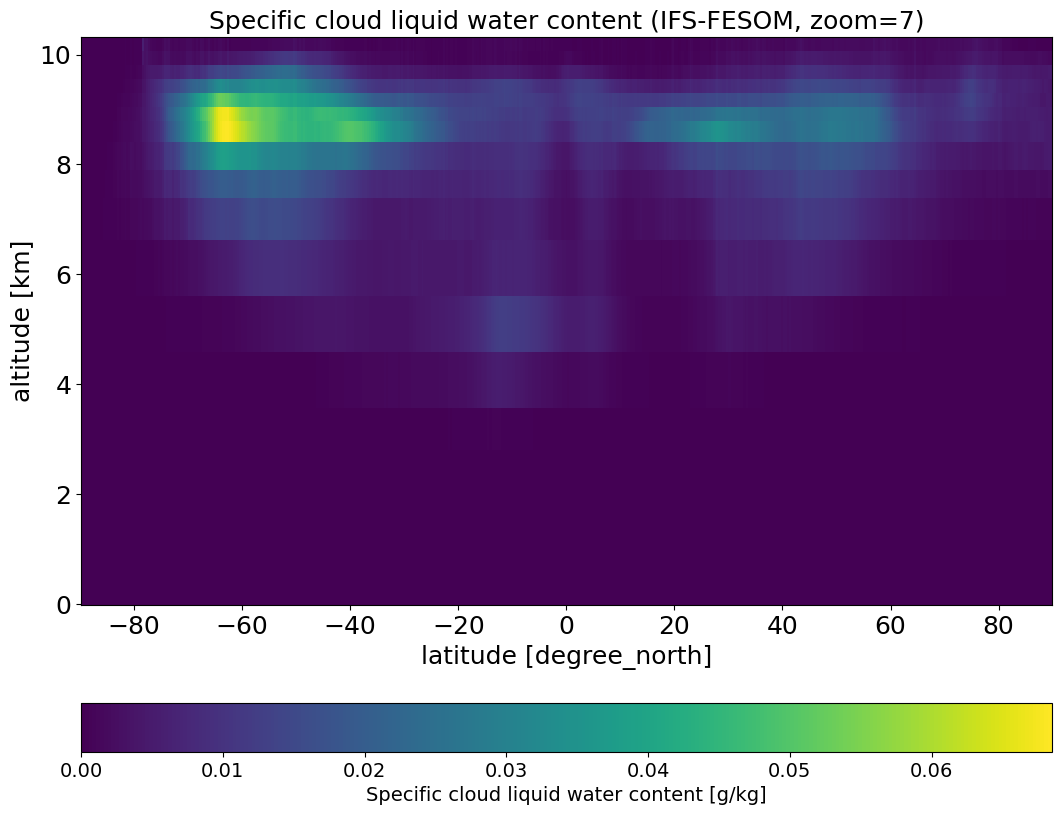 Specific cloud liquid water content (IFS-FESOM, zoom=7)
10
8
6
4
2
0
altitude [km]
−80 −60 −40 −20 0 20 40 60 80
latitude [degree_north]
0.00 0.01 0.02 0.03 0.04 0.05 0.06
Specific cloud liquid water content [g/kg]